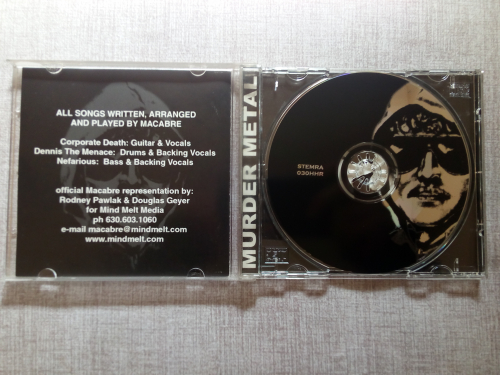 ALL SONGS WRITTEN, ARRANGED
AND PLAYED BY MACABRE
Corporate Death: Guitar & Vocals
Dennis The Menace: Drums & Backing Vocals
Nefarious: Bass & Backing Vocals
official Macabre representation by:
Rodney Pawlak & Douglas Geyer
for Mind Melt Media
ph 630.603.1060
e-mail macabre@mindmelt.com
www.mindmelt.com
MURDER METAL
STEMRA
030HHR